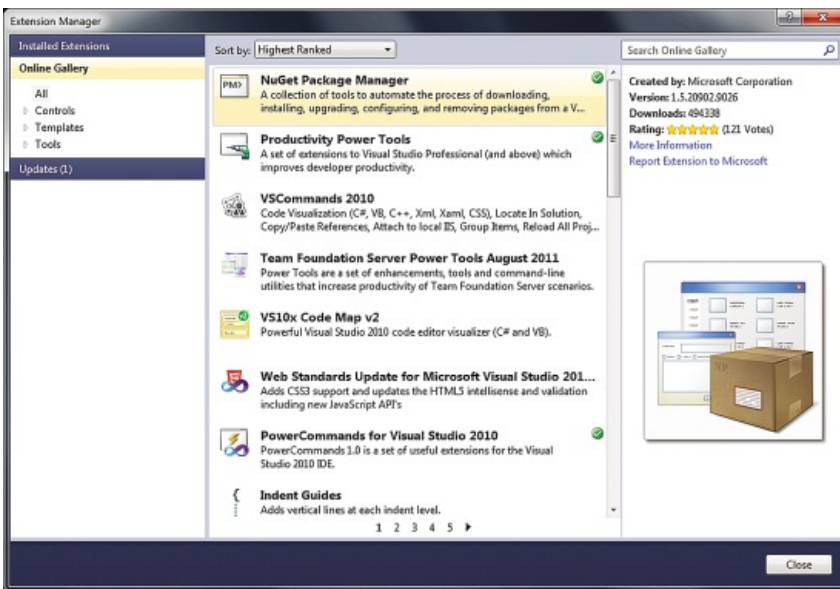 Extension Manager
Installed Extensions
Online Gallery
All
Controls
Templates
Tools
Updates (1)
Sort by: Highest Ranked
PM>
NuGet Package Manager
A collection of tools to automate the process of downloading,
installing, upgrading, configuring, and removing packages from a V...
Productivity Power Tools
A set of extensions to Visual Studio Professional (and above) which
improves developer productivity.
VSCommands 2010
Code Visualization (C#, VB, C++, Xml, Xaml, CSS), Locate In Solution,
Copy/Paste References, Attach to local IIS, Group Items, Reload All Proj...
Team Foundation Server Power Tools August 2011
Power Tools are a set of enhancements, tools and command-line
utilities that increase productivity of Team Foundation Server scenarios.
VS10x Code Map v2
Powerful Visual Studio 2010 code editor visualizer (C# and VB).
Web Standards Update for Microsoft Visual Studio 201...
Adds CSS3 support and updates the HTML5 intellisense and validation
including new JavaScript API's
PowerCommands for Visual Studio 2010
PowerCommands 1.0 is a set of useful extensions for the Visual
Studio 2010 IDE.
Indent Guides
Adds vertical lines at each indent level.
1 2 3 4 5
Search Online Gallery
Created by: Microsoft Corporation
Version: 1.5.20902.9026
Downloads: 494338
Rating: (121 Votes)
More Information
Report Extension to Microsoft
Close